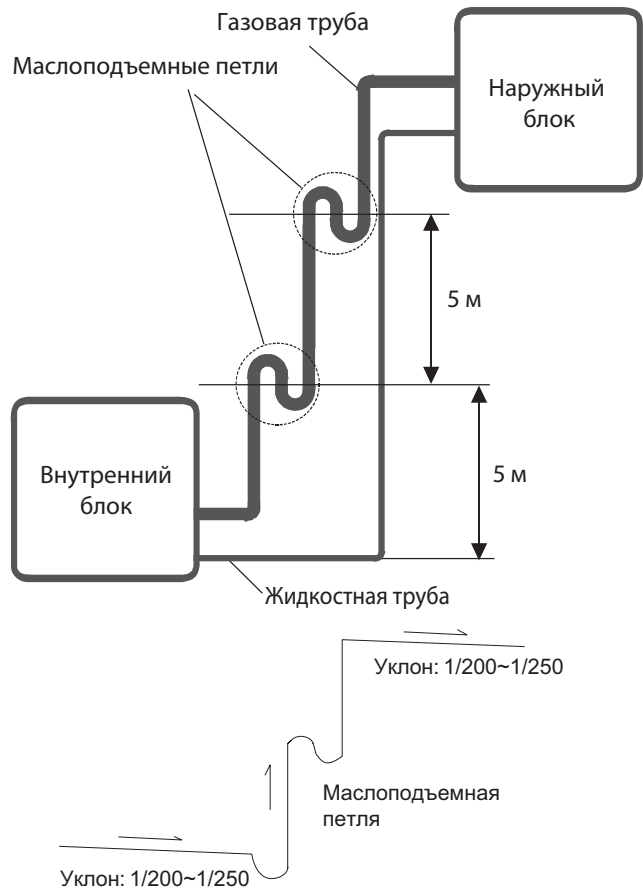 Газовая труба
Маслоподъемные петли
Наружный
блок
5 м
Внутренний
блок
5 м
Жидкостная труба
Уклон: 1/200~1/250
Маслоподъемная
петля
Уклон: 1/200~1/250